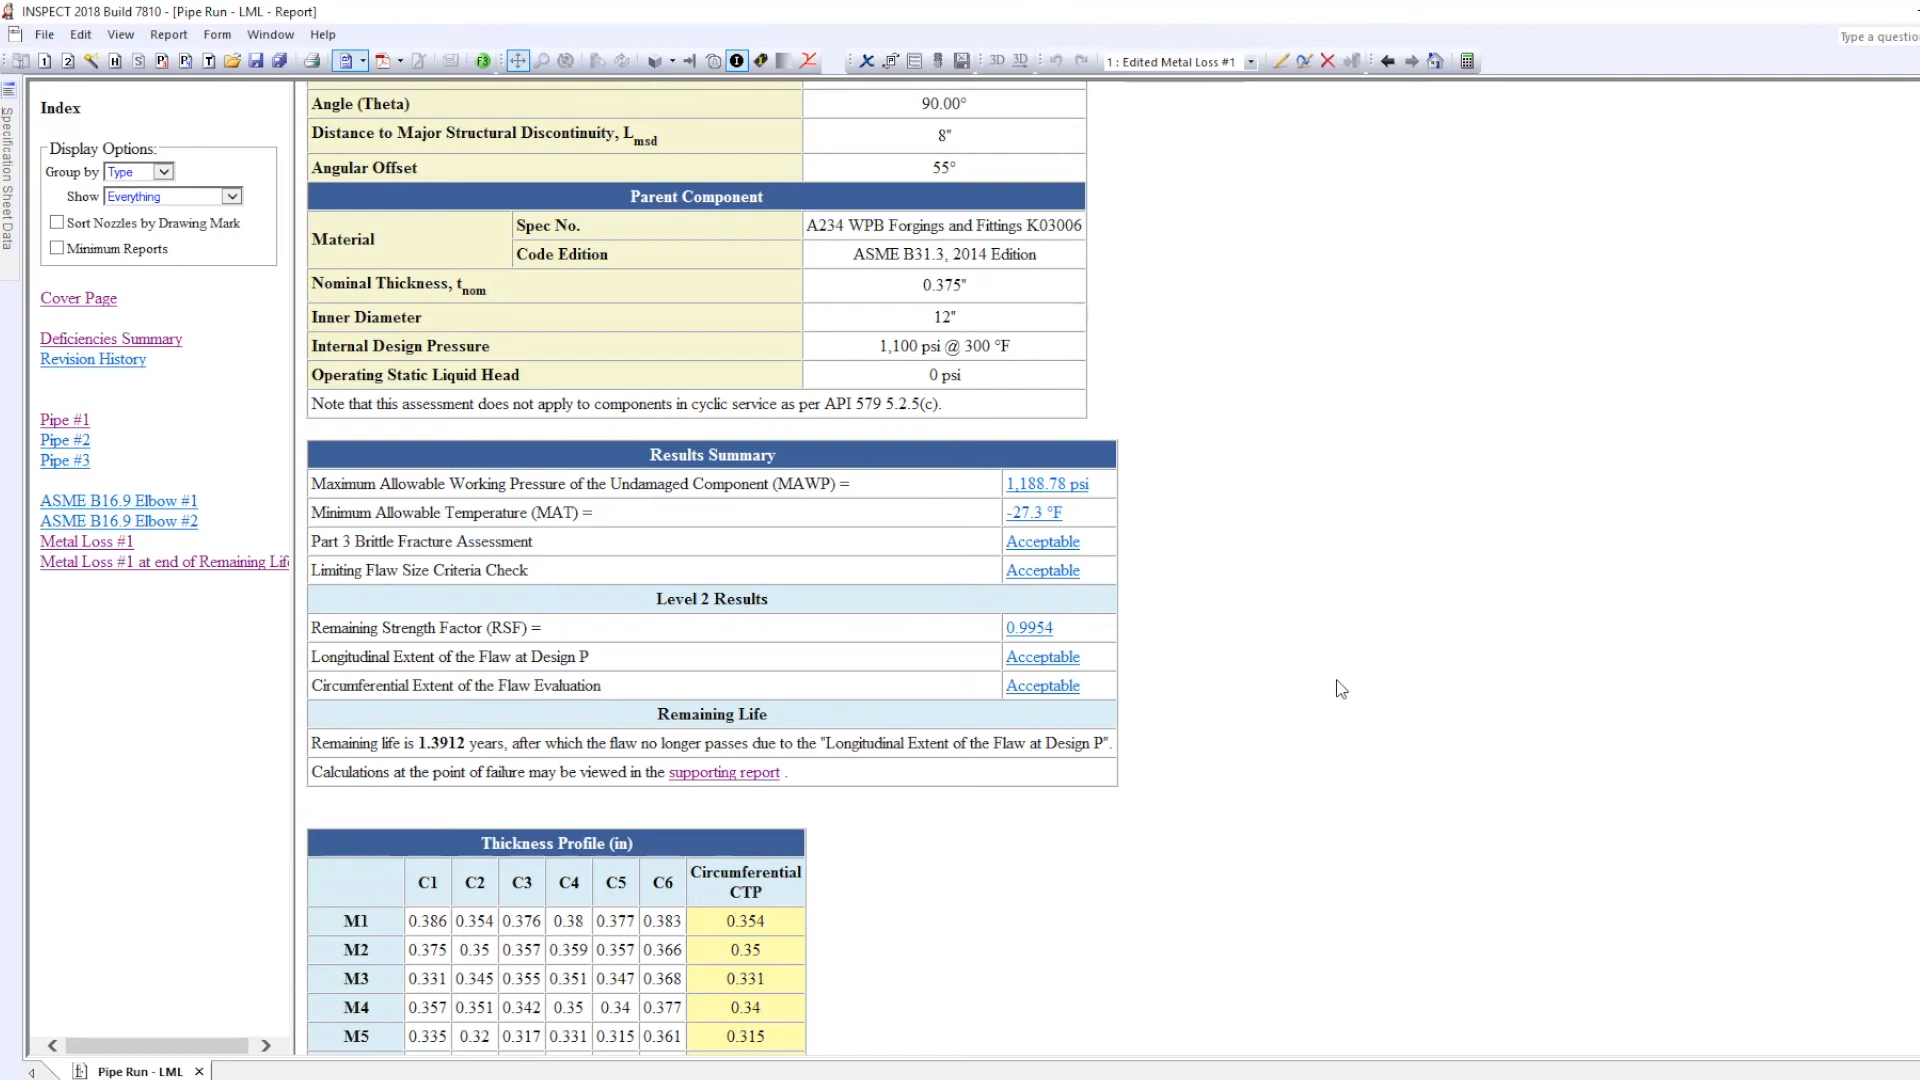 INSPECT 2018 Build 7810 - [Pipe Run - LML - Report]
File Edit View Report Form Window Help
Type a questio
1 : Edited Metal Loss #1
Specification Sheet Data
Index
Display Options:
Group by Type
Show Everything
Sort Nozzles by Drawing Mark
Minimum Reports
Cover Page
Deficiencies Summary
Revision History
Pipe #1
Pipe #2
Pipe #3
ASME B16.9 Elbow #1
ASME B16.9 Elbow #2
Metal Loss #1
Metal Loss #1 at end of Remaining Life
Angle (Theta) 90.00°
Distance to Major Structural Discontinuity, Lmsd 8"
Angular Offset 55°
Parent Component
Material Spec No. A234 WPB Forgings and Fittings K03006
Code Edition ASME B31.3, 2014 Edition
Nominal Thickness, tnom 0.375"
Inner Diameter 12"
Internal Design Pressure 1,100 psi @ 300 °F
Operating Static Liquid Head 0 psi
Note that this assessment does not apply to components in cyclic service as per API 579 5.2.5(c).
Results Summary
Maximum Allowable Working Pressure of the Undamaged Component (MAWP) = 1,188.78 psi
Minimum Allowable Temperature (MAT) = -27.3 °F
Part 3 Brittle Fracture Assessment Acceptable
Limiting Flaw Size Criteria Check Acceptable
Level 2 Results
Remaining Strength Factor (RSF) = 0.9954
Longitudinal Extent of the Flaw at Design P Acceptable
Circumferential Extent of the Flaw Evaluation Acceptable
Remaining Life
Remaining life is 1.3912 years, after which the flaw no longer passes due to the "Longitudinal Extent of the Flaw at Design P".
Calculations at the point of failure may be viewed in the supporting report .
Thickness Profile (in)
C1 C2 C3 C4 C5 C6 Circumferential CTP
M1 0.386 0.354 0.376 0.38 0.377 0.383 0.354
M2 0.375 0.35 0.357 0.359 0.357 0.366 0.35
M3 0.331 0.345 0.355 0.351 0.347 0.368 0.331
M4 0.357 0.351 0.342 0.35 0.34 0.377 0.34
M5 0.335 0.32 0.317 0.331 0.315 0.361 0.315
Pipe Run - LML